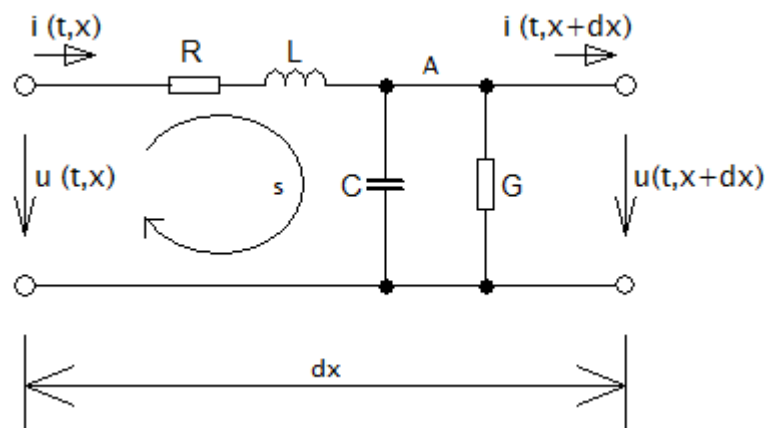 i (t,x)
i (t,x+dx)
R
L
A
u (t,x)
s
C
G
u(t,x+dx)
dx